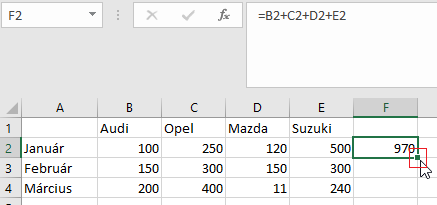 F2 fx =B2+C2+D2+E2
A B C D E F
1 Audi Opel Mazda Suzuki
2 Január 100 250 120 500 970
3 Február 150 300 150 300
4 Március 200 400 11 240